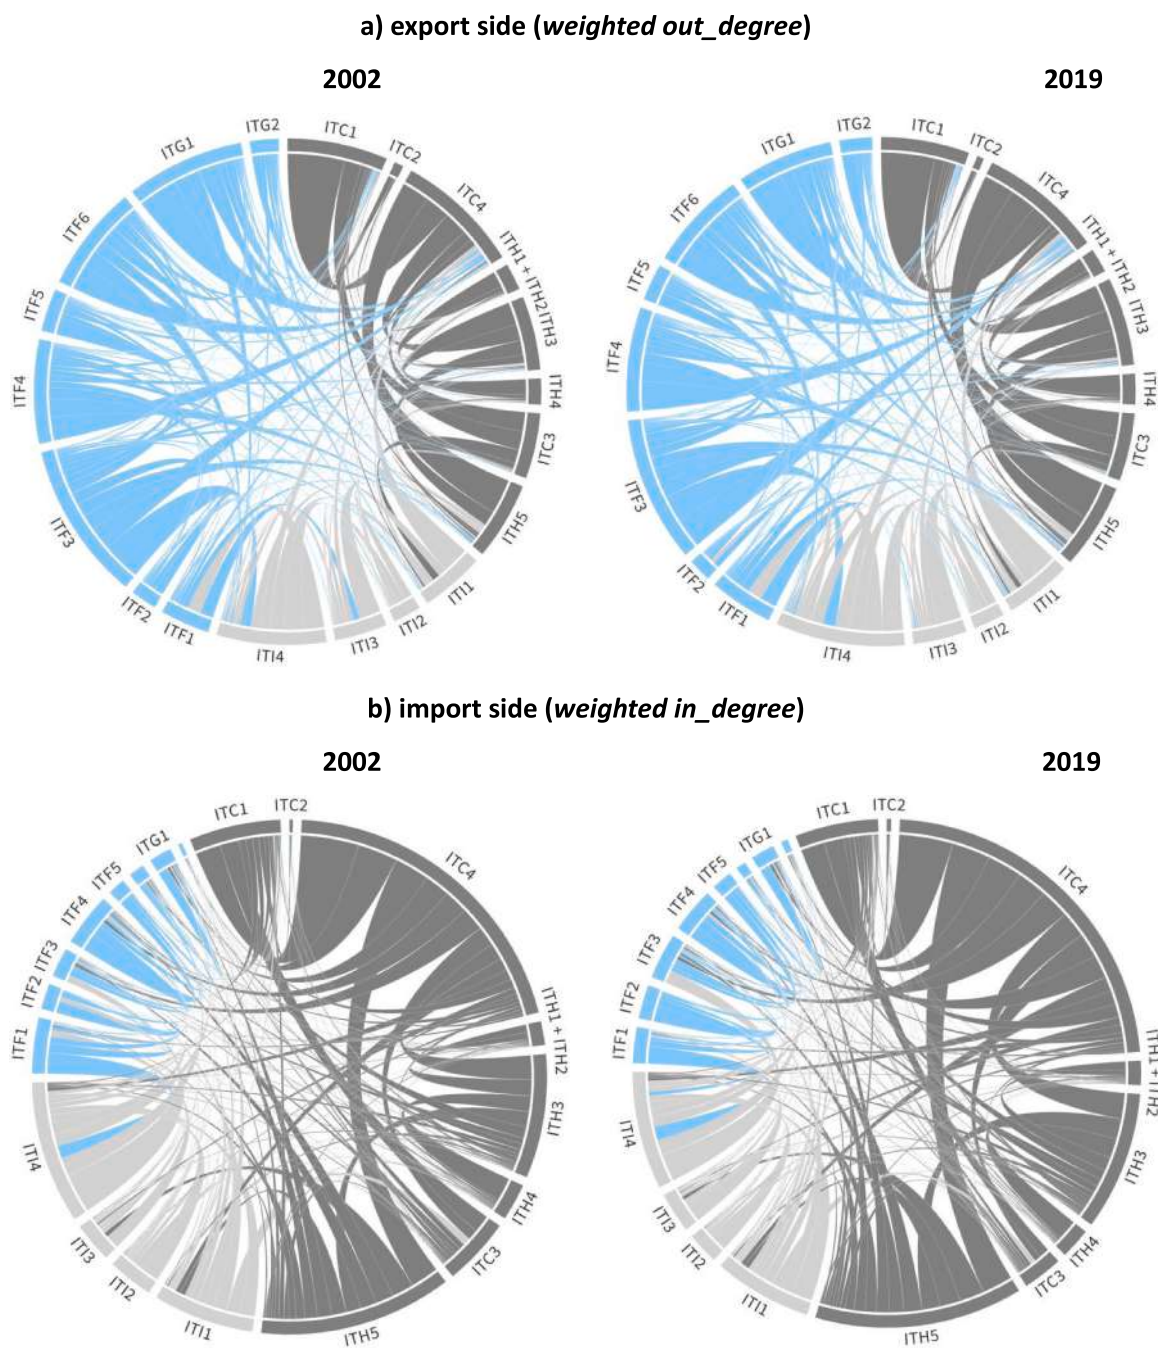 a) export side (weighted out_degree)
2002
2019
ITG1
ITG2
ITC1
ITC2
ITC4
ITH1 + ITH2
ITH3
ITH4
ITC3
ITH5
ITI1
ITI2
ITI3
ITI4
ITF1
ITF2
ITF3
ITF4
ITF5
ITF6
ITG1
ITG2
ITC1
ITC2
ITC4
ITH1 + ITH2
ITH3
ITH4
ITC3
ITH5
ITI1
ITI2
ITI3
ITI4
ITF1
ITF2
ITF3
ITF4
ITF5
ITF6
b) import side (weighted in_degree)
2002
2019
ITC1
ITC2
ITC4
ITH1 + ITH2
ITH3
ITH4
ITC3
ITH5
ITI1
ITI2
ITI3
ITI4
ITF1
ITF2
ITF3
ITF4
ITF5
ITG1
ITC1
ITC2
ITC4
ITH1 + ITH2
ITH3
ITH4
ITC3
ITH5
ITI1
ITI2
ITI3
ITI4
ITF1
ITF2
ITF3
ITF4
ITF5
ITG1